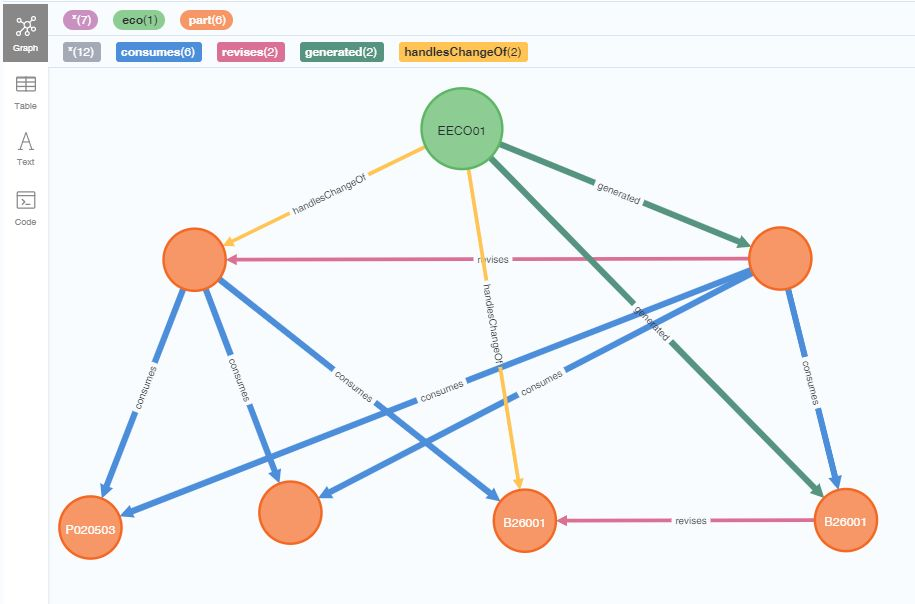 *(7) eco(1) part(6)
Graph
*(12) consumes(6) revises(2) generated(2) handlesChangeOf(2)
Table
Text
Code
EECO01
handlesChangeOf
generated
revises
handlesChangeOf
generated
consumes
consumes
consumes
consumes
consumes
consumes
P020503
B26001
revises
B26001